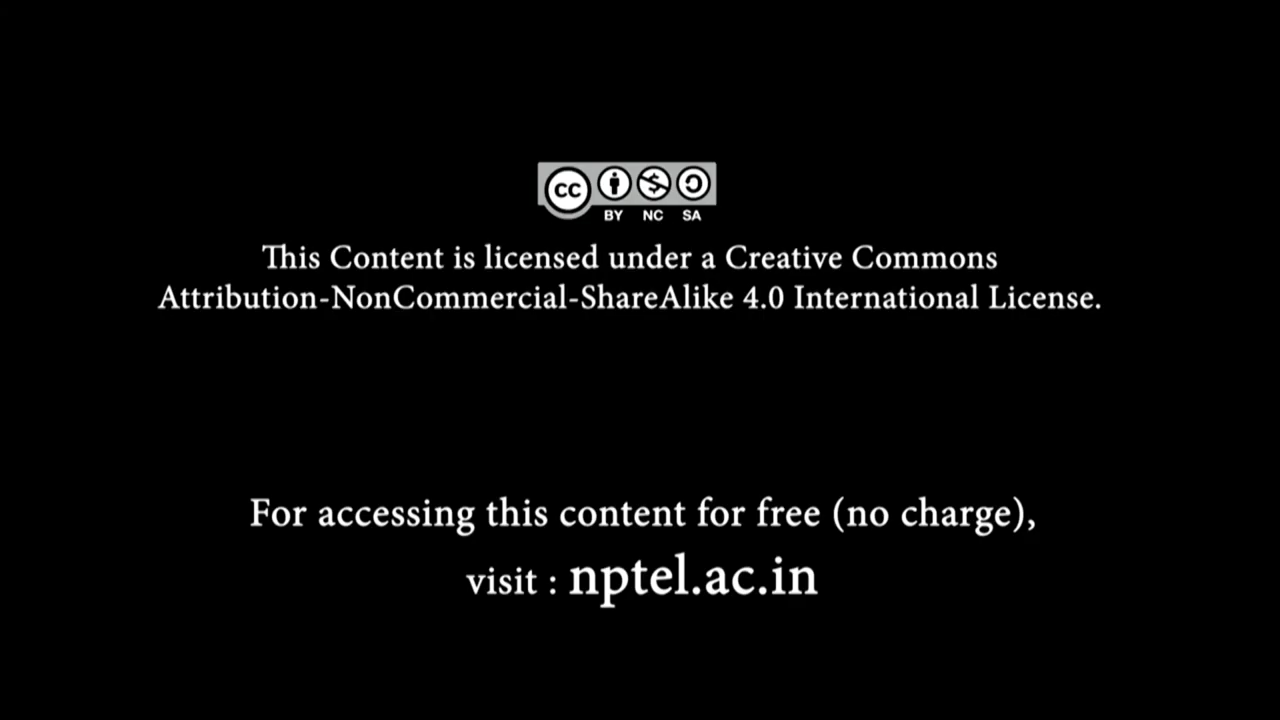 cc
BY NC SA
This Content is licensed under a Creative Commons
Attribution-NonCommercial-ShareAlike 4.0 International License.
For accessing this content for free (no charge),
visit : nptel.ac.in